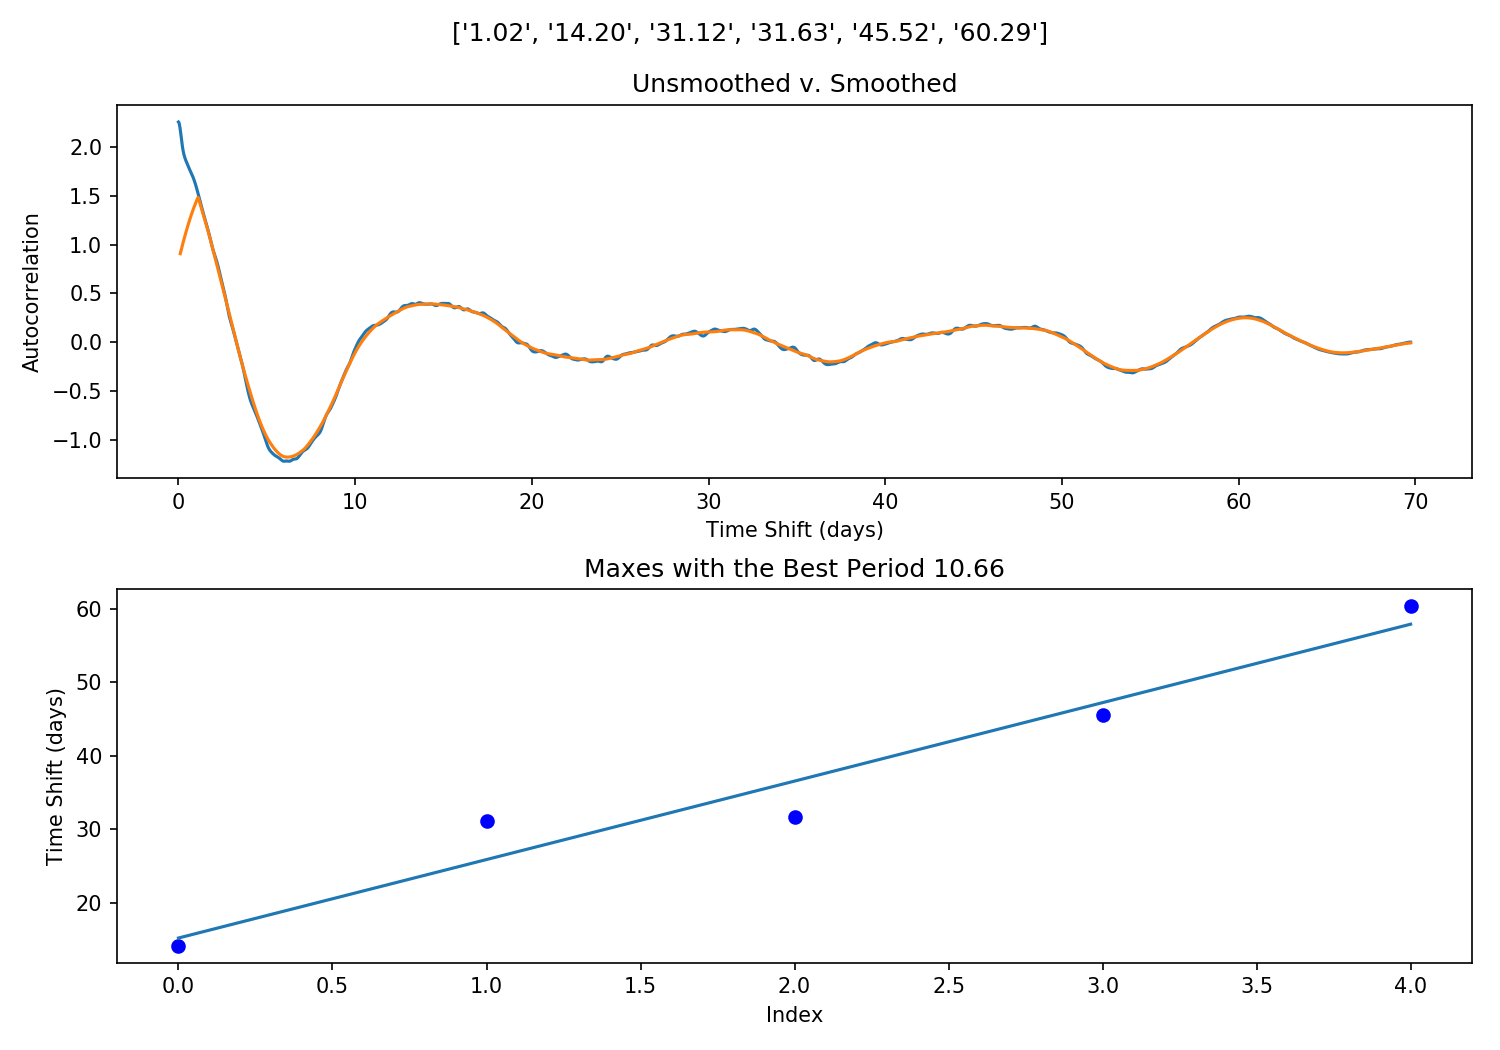 ['1.02', '14.20', '31.12', '31.63', '45.52', '60.29']
Unsmoothed v. Smoothed
Autocorrelation
2.0
1.5
1.0
0.5
0.0
−0.5
−1.0
0 10 20 30 40 50 60 70
Time Shift (days)
Maxes with the Best Period 10.66
Time Shift (days)
60
50
40
30
20
0.0 0.5 1.0 1.5 2.0 2.5 3.0 3.5 4.0
Index